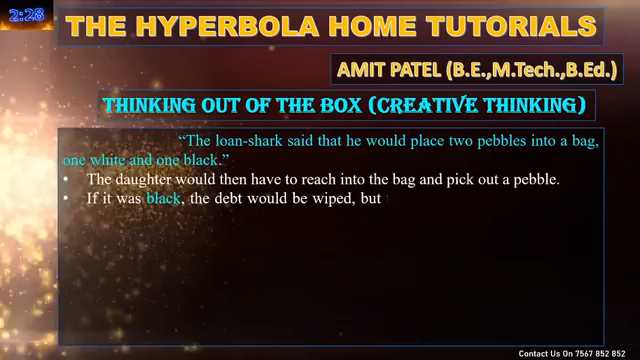 2:28
THE HYPERBOLA HOME TUTORIALS
AMIT PATEL (B.E.,M.Tech.,B.Ed.)
THINKING OUT OF THE BOX (CREATIVE THINKING)
“The loan-shark said that he would place two pebbles into a bag,
one white and one black.”
• The daughter would then have to reach into the bag and pick out a pebble.
• If it was black, the debt would be wiped, but
Contact Us On 7567 852 852